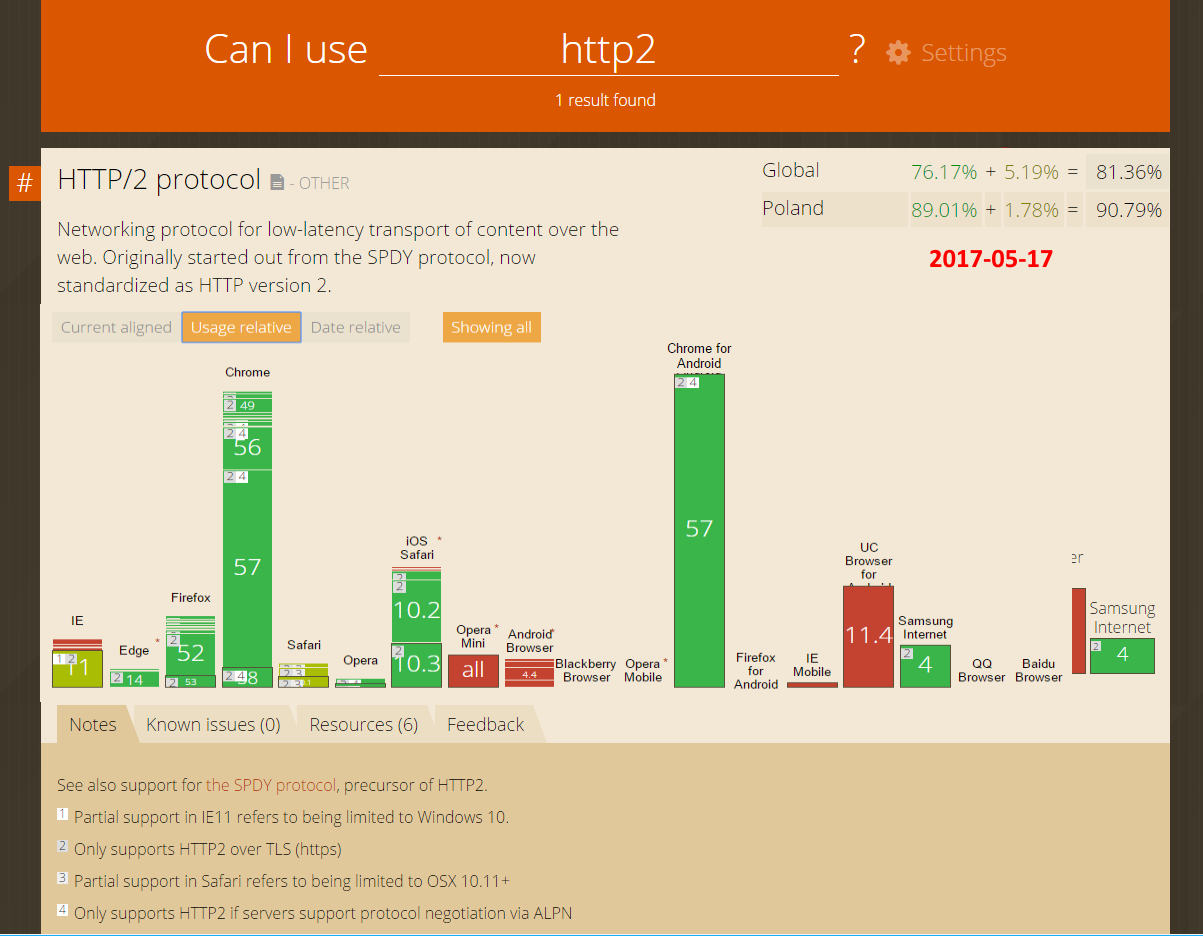 Can I use http2 ? Settings
1 result found
#
HTTP/2 protocol - OTHER
Global 76.17% + 5.19% = 81.36%
Poland 89.01% + 1.78% = 90.79%
2017-05-17
Networking protocol for low-latency transport of content over the
web. Originally started out from the SPDY protocol, now
standardized as HTTP version 2.
Current aligned Usage relative Date relative Showing all
IE
1 2
11
Edge *
2 14
Firefox
2
52
2 53
Chrome
2 49
2 4
56
2 4
57
2 4
58
Safari
2 3
2 3
Opera
iOS *
Safari
2
2
10.2
2
10.3
Opera *
Mini
all
Android *
Browser
4.4
Blackberry
Browser
Opera *
Mobile
Chrome for
Android
2 4
57
Firefox
for
Android
IE
Mobile
UC
Browser
for
11.4
Samsung
Internet
2
4
QQ
Browser
Baidu
Browser
er
Samsung
Internet
2
4
Notes Known issues (0) Resources (6) Feedback
See also support for the SPDY protocol, precursor of HTTP2.
1 Partial support in IE11 refers to being limited to Windows 10.
2 Only supports HTTP2 over TLS (https)
3 Partial support in Safari refers to being limited to OSX 10.11+
4 Only supports HTTP2 if servers support protocol negotiation via ALPN